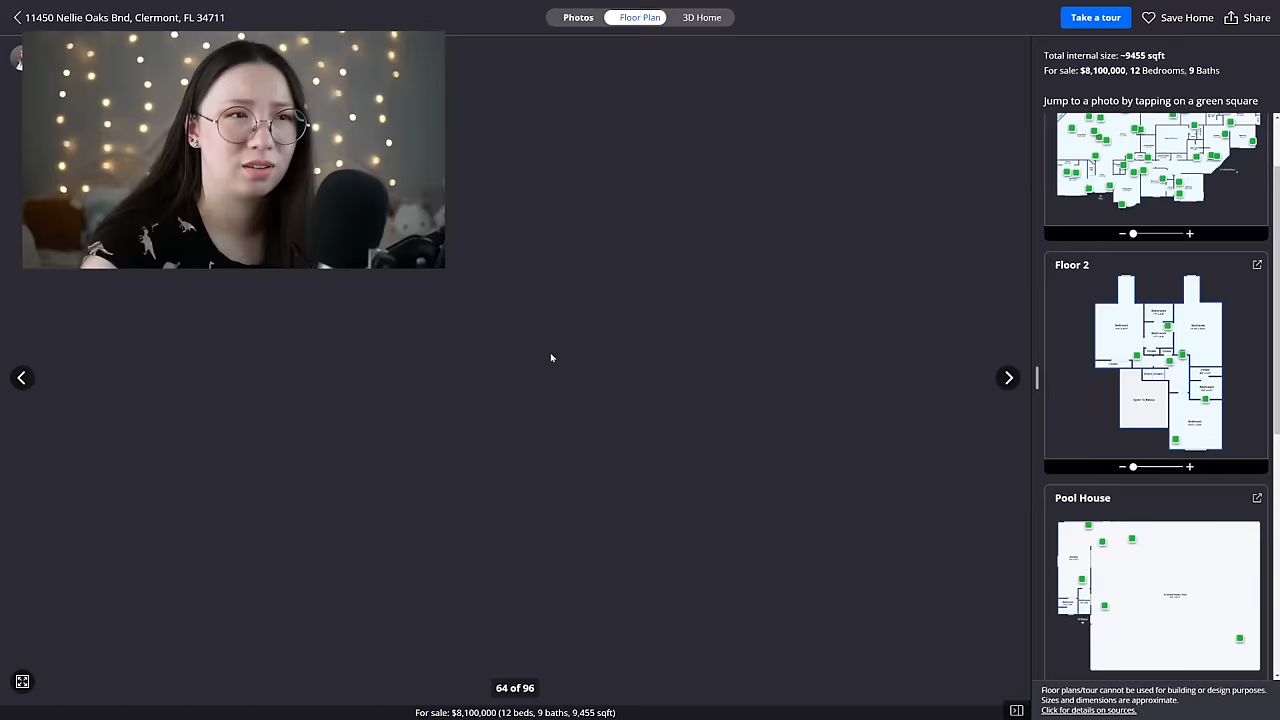 11450 Nellie Oaks Bnd, Clermont, FL 34711
Photos
Floor Plan
3D Home
Take a tour
Save Home
Share
Total internal size: ~9455 sqft
For sale: $8,100,000, 12 Bedrooms, 9 Baths
Jump to a photo by tapping on a green square
Floor 2
Open To Below
Pool House
64 of 96
Floor plans/tour cannot be used for building or design purposes.
Sizes and dimensions are approximate.
Click for details on sources.
For sale: $8,100,000 (12 beds, 9 baths, 9,455 sqft)